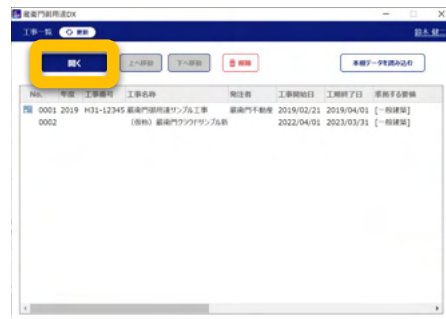 蔵衛門御用達DX
工事一覧 更新
鈴木 健二
開く 上へ移動 下へ移動 削除 本棚データを読み込む
No. 年度 工事番号 工事名称 発注者 工事開始日 工期終了日 準拠する要領
0001 2019 H31-12345 蔵衛門御用達サンプル工事 蔵衛門不動産 2019/02/21 2019/04/01 [一般建築]
0002 (仮称) 蔵衛門クラウドサンプル新 2022/04/01 2023/03/31 [一般建築]